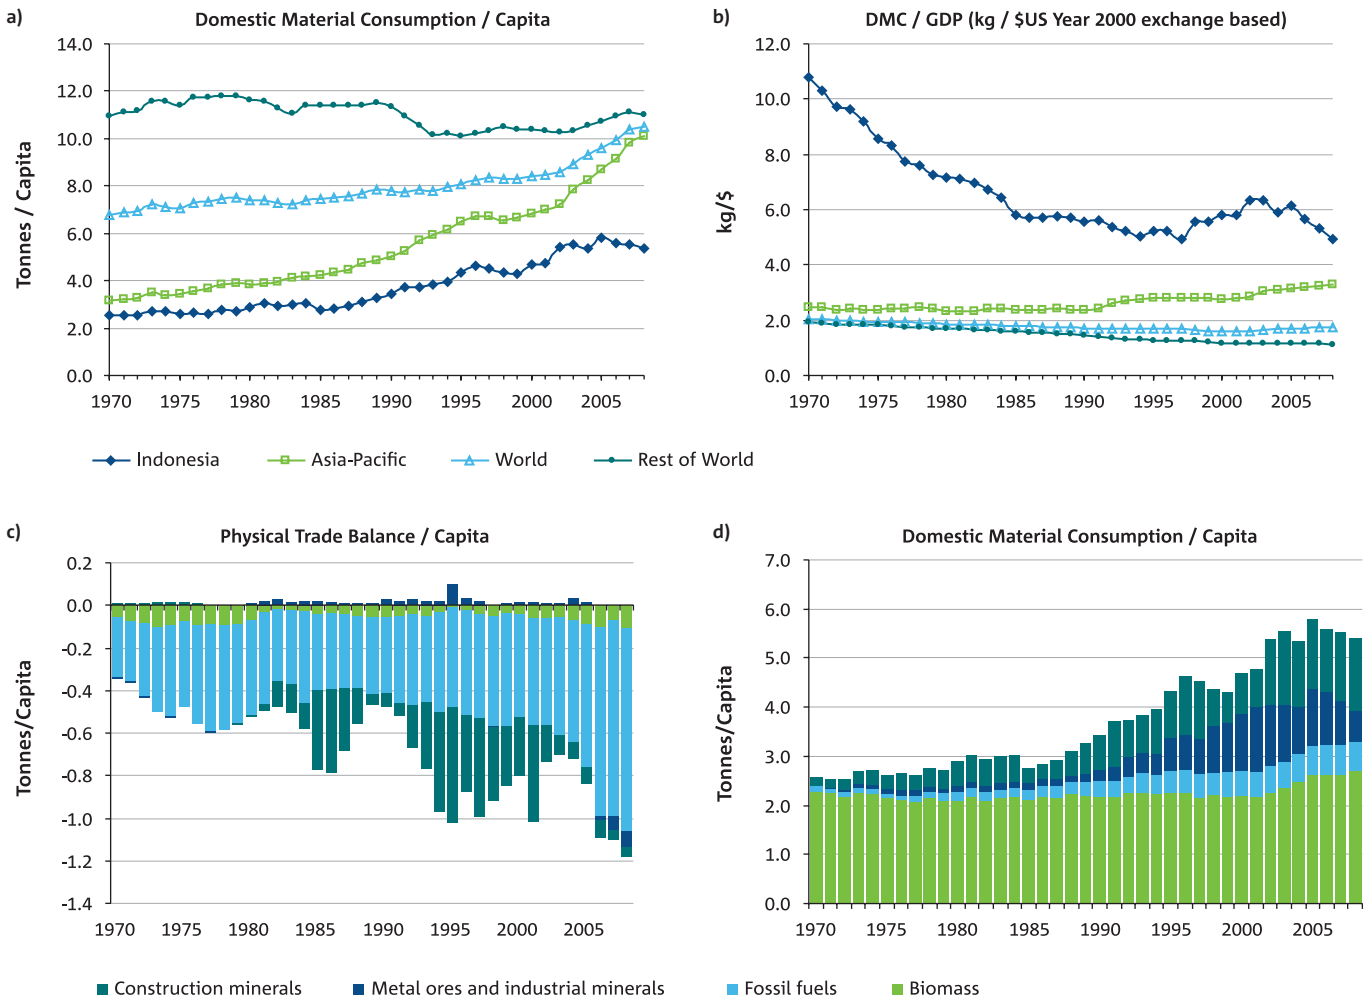 a)
Domestic Material Consumption / Capita
Tonnes / Capita
14.0
12.0
10.0
8.0
6.0
4.0
2.0
0.0
1970 1975 1980 1985 1990 1995 2000 2005
b)
DMC / GDP (kg / $US Year 2000 exchange based)
kg/$
12.0
10.0
8.0
6.0
4.0
2.0
0.0
1970 1975 1980 1985 1990 1995 2000 2005
Indonesia Asia-Pacific World Rest of World
c)
Physical Trade Balance / Capita
Tonnes/Capita
0.2
0.0
-0.2
-0.4
-0.6
-0.8
-1.0
-1.2
-1.4
1970 1975 1980 1985 1990 1995 2000 2005
d)
Domestic Material Consumption / Capita
Tonnes/Capita
7.0
6.0
5.0
4.0
3.0
2.0
1.0
0.0
1970 1975 1980 1985 1990 1995 2000 2005
Construction minerals Metal ores and industrial minerals Fossil fuels Biomass